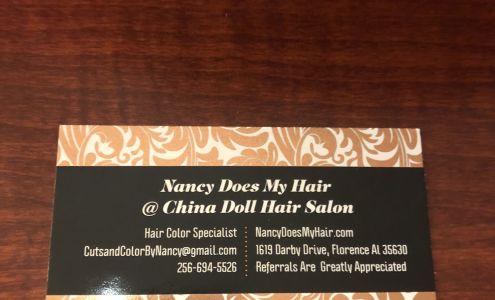 Nancy Does My Hair
@ China Doll Hair Salon
Hair Color Specialist
CutsandColorByNancy@gmail.com
256-694-5526
NancyDoesMyHair.com
1619 Darby Drive, Florence Al 35630
Referrals Are Greatly Appreciated